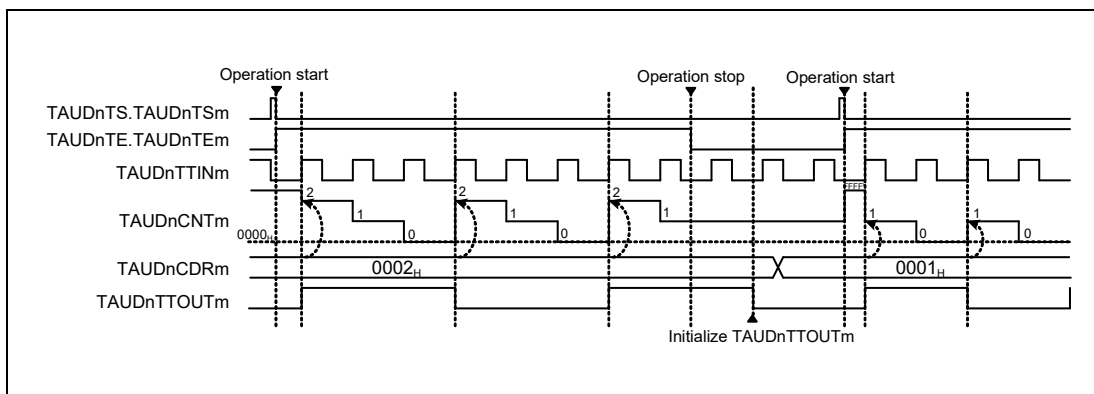 Operation start Operation stop Operation start
TAUDnTS.TAUDnTSm
TAUDnTE.TAUDnTEm
TAUDnTTINm
FFFF
2 2 2
1 1 1 1 1
TAUDnCNTm
0 0 0 0
0000H
TAUDnCDRm 0002H 0001H
TAUDnTTOUTm
Initialize TAUDnTTOUTm